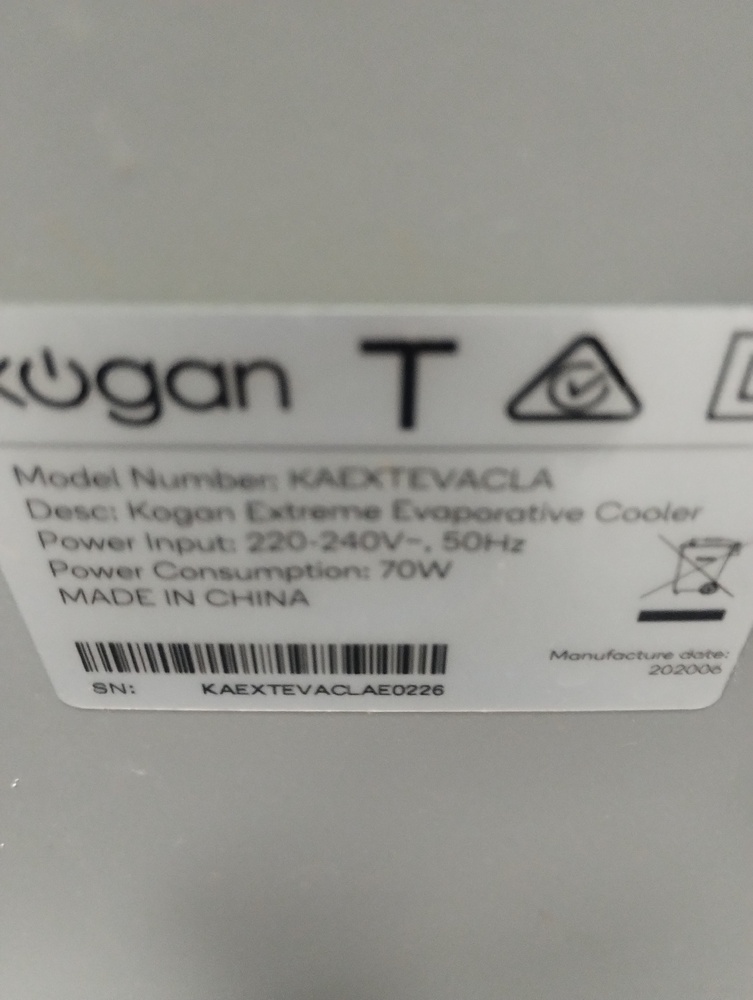 kogan T
Model Number: KAEXTEVACLA
Desc: Kogan Extreme Evaporative Cooler
Power Input: 220-240V~, 50Hz
Power Consumption: 70W
MADE IN CHINA
Manufacture date:
202006
SN: KAEXTEVACLAE0226